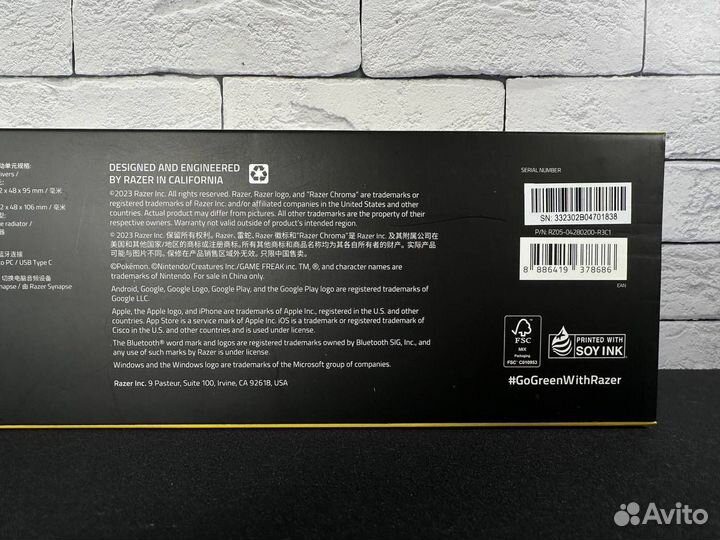 动单元规格:
ivers /
2 x 48 x 95 mm / 毫米
2 x 48 x 106 mm / 毫米
型:
e radiator /
器
蓝牙连接
o PC / USB Type C
切换电脑音频设备
napse / 由 Razer Synapse
DESIGNED AND ENGINEERED
BY RAZER IN CALIFORNIA
©2023 Razer Inc. All rights reserved. Razer, Razer logo, and "Razer Chroma" are trademarks or
registered trademarks of Razer Inc. and/or affiliated companies in the United States and other
countries. Actual product may differ from pictures. All other trademarks are the property of their
respective owners. Warranty not valid outside of product's intended region.
© 2023 Razer Inc. 保留所有权利。Razer、雷蛇、Razer 徽标和"Razer Chroma"是 Razer Inc. 及其附属公司在
美国和其他国家/地区的商标或注册商标。所有其他商标和商品名称均为其各自所有者的财产。实际产品
可能与图片不同。保修在产品销售区域外无效。只限中国售卖。
©Pokémon. ©Nintendo/Creatures Inc./GAME FREAK inc. TM, ®, and character names are
trademarks of Nintendo. For sale in China only.
Android, Google, Google Logo, Google Play, and the Google Play logo are trademarks of
Google LLC.
Apple, the Apple logo, and iPhone are trademarks of Apple Inc., registered in the U.S. and other
countries. App Store is a service mark of Apple Inc. iOS is a trademark or registered trademark of
Cisco in the U.S. and other countries and is used under license.
The Bluetooth® word mark and logos are registered trademarks owned by Bluetooth SIG, Inc., and
any use of such marks by Razer is under license.
Windows and the Windows logo are trademarks of the Microsoft group of companies.
Razer Inc. 9 Pasteur, Suite 100, Irvine, CA 92618, USA
SERIAL NUMBER
SN: 332302B04701838
P/N: RZ05-04280200-R3C1
8 886419 378686
EAN
FSC
MIX
Packaging
FSC® C010953
PRINTED WITH
SOY INK
#GoGreenWithRazer
Avito